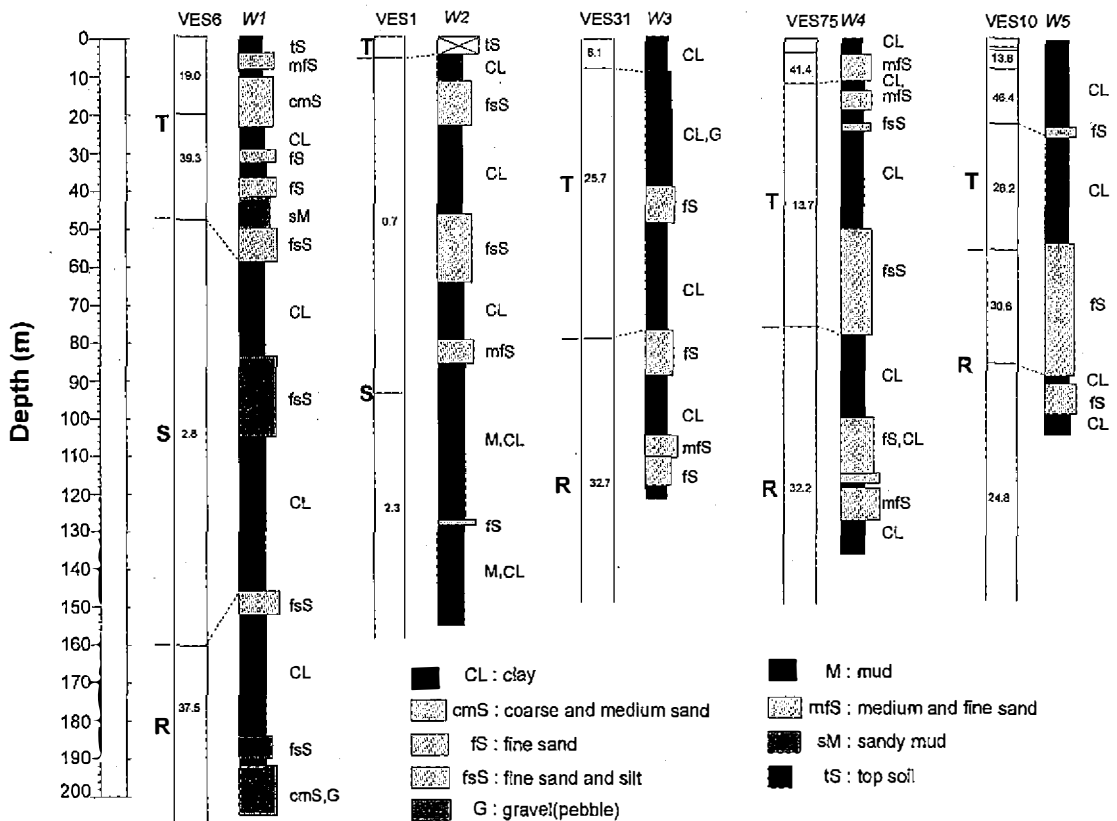 VES6 W1 VES1 W2 VES31 W3 VES75 W4 VES10 W5
Depth (m)
0
10
20
30
40
50
60
70
80
90
100
110
120
130
140
150
160
170
180
190
200
T
S
R
19.0
39.3
2.8
37.5
tS
mfS
cmS
CL
fS
fS
sM
fsS
CL
fsS
CL
fsS
CL
fsS
cmS,G
T
S
0.7
2.3
tS
CL
fsS
CL
fsS
CL
mfS
M,CL
fS
M,CL
T
R
25.7
32.7
CL
CL,G
fS
CL
fS
CL
mfS
fS
T
R
41.4
13.7
32.2
CL
mfS
CL
mfS
fsS
CL
fsS
CL
fS,CL
mfS
CL
T
R
13.8
46.4
30.6
24.8
CL
fS
CL
fS
CL
fS
CL
CL : clay
cmS : coarse and medium sand
fS : fine sand
fsS : fine sand and silt
G : gravel(pebble)
M : mud
mfS : medium and fine sand
sM : sandy mud
tS : top soil